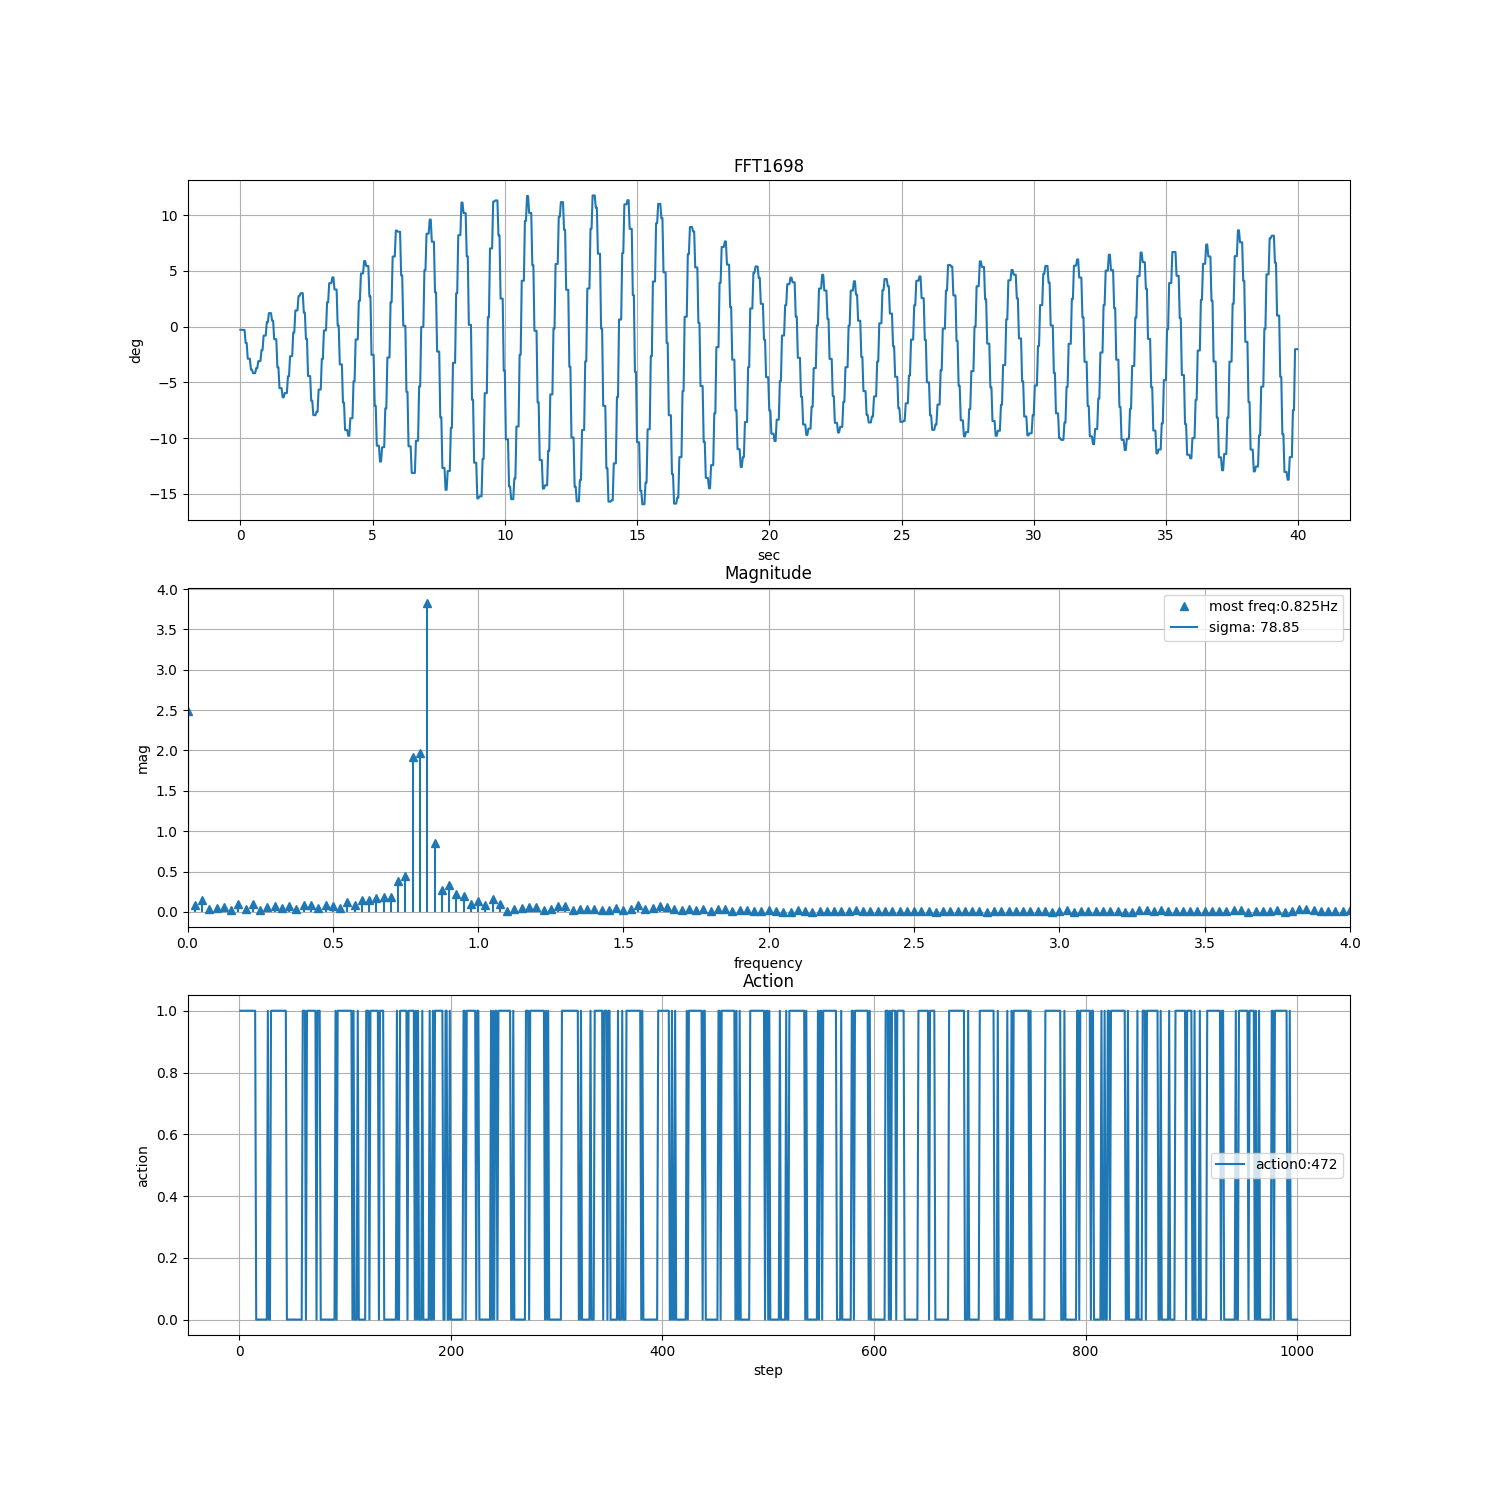 FFT1698
10
5
0
−5
−10
−15
deg
0 5 10 15 20 25 30 35 40
sec
Magnitude
4.0
3.5
3.0
2.5
2.0
1.5
1.0
0.5
0.0
mag
most freq:0.825Hz
sigma: 78.85
0.0 0.5 1.0 1.5 2.0 2.5 3.0 3.5 4.0
frequency
Action
1.0
0.8
0.6
0.4
0.2
0.0
action
action0:472
0 200 400 600 800 1000
step